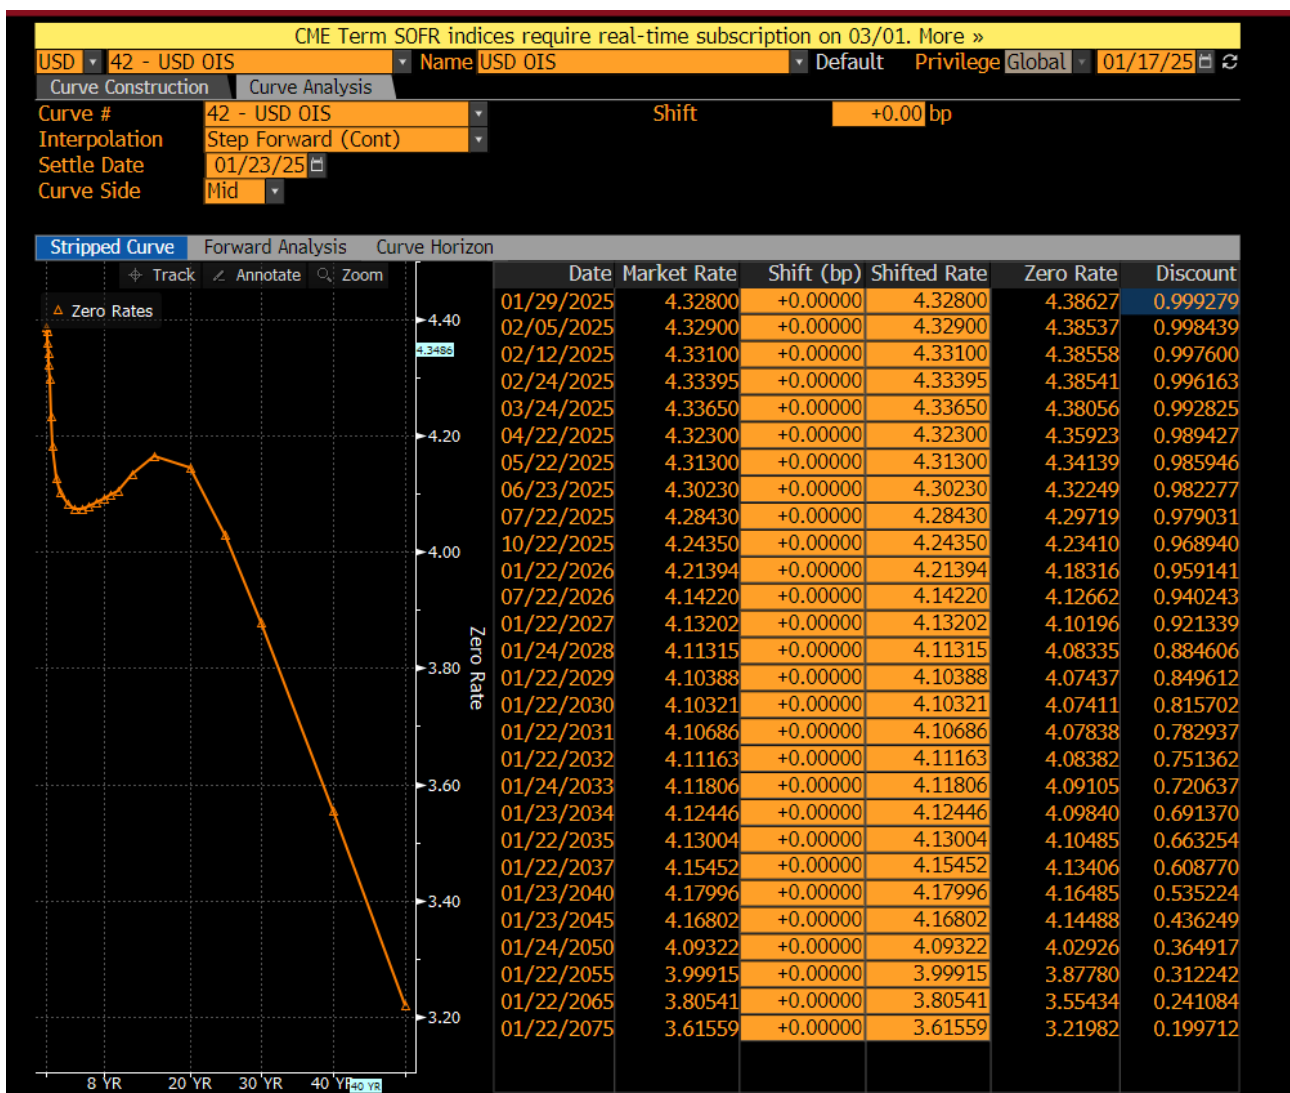 CME Term SOFR indices require real-time subscription on 03/01. More »
USD 42 - USD OIS Name USD OIS Default Privilege Global 01/17/25
Curve Construction Curve Analysis
Curve # 42 - USD OIS Shift +0.00 bp
Interpolation Step Forward (Cont)
Settle Date 01/23/25
Curve Side Mid
Stripped Curve Forward Analysis Curve Horizon
Track Annotate Zoom
Zero Rates
4.40
4.3486
4.20
4.00
3.80
3.60
3.40
3.20
Zero Rate
8 YR 20 YR 30 YR 40 YR 40 YR
Date Market Rate Shift (bp) Shifted Rate Zero Rate Discount
01/29/2025 4.32800 +0.00000 4.32800 4.38627 0.999279
02/05/2025 4.32900 +0.00000 4.32900 4.38537 0.998439
02/12/2025 4.33100 +0.00000 4.33100 4.38558 0.997600
02/24/2025 4.33395 +0.00000 4.33395 4.38541 0.996163
03/24/2025 4.33650 +0.00000 4.33650 4.38056 0.992825
04/22/2025 4.32300 +0.00000 4.32300 4.35923 0.989427
05/22/2025 4.31300 +0.00000 4.31300 4.34139 0.985946
06/23/2025 4.30230 +0.00000 4.30230 4.32249 0.982277
07/22/2025 4.28430 +0.00000 4.28430 4.29719 0.979031
10/22/2025 4.24350 +0.00000 4.24350 4.23410 0.968940
01/22/2026 4.21394 +0.00000 4.21394 4.18316 0.959141
07/22/2026 4.14220 +0.00000 4.14220 4.12662 0.940243
01/22/2027 4.13202 +0.00000 4.13202 4.10196 0.921339
01/24/2028 4.11315 +0.00000 4.11315 4.08335 0.884606
01/22/2029 4.10388 +0.00000 4.10388 4.07437 0.849612
01/22/2030 4.10321 +0.00000 4.10321 4.07411 0.815702
01/22/2031 4.10686 +0.00000 4.10686 4.07838 0.782937
01/22/2032 4.11163 +0.00000 4.11163 4.08382 0.751362
01/24/2033 4.11806 +0.00000 4.11806 4.09105 0.720637
01/23/2034 4.12446 +0.00000 4.12446 4.09840 0.691370
01/22/2035 4.13004 +0.00000 4.13004 4.10485 0.663254
01/22/2037 4.15452 +0.00000 4.15452 4.13406 0.608770
01/23/2040 4.17996 +0.00000 4.17996 4.16485 0.535224
01/23/2045 4.16802 +0.00000 4.16802 4.14488 0.436249
01/24/2050 4.09322 +0.00000 4.09322 4.02926 0.364917
01/22/2055 3.99915 +0.00000 3.99915 3.87780 0.312242
01/22/2065 3.80541 +0.00000 3.80541 3.55434 0.241084
01/22/2075 3.61559 +0.00000 3.61559 3.21982 0.199712